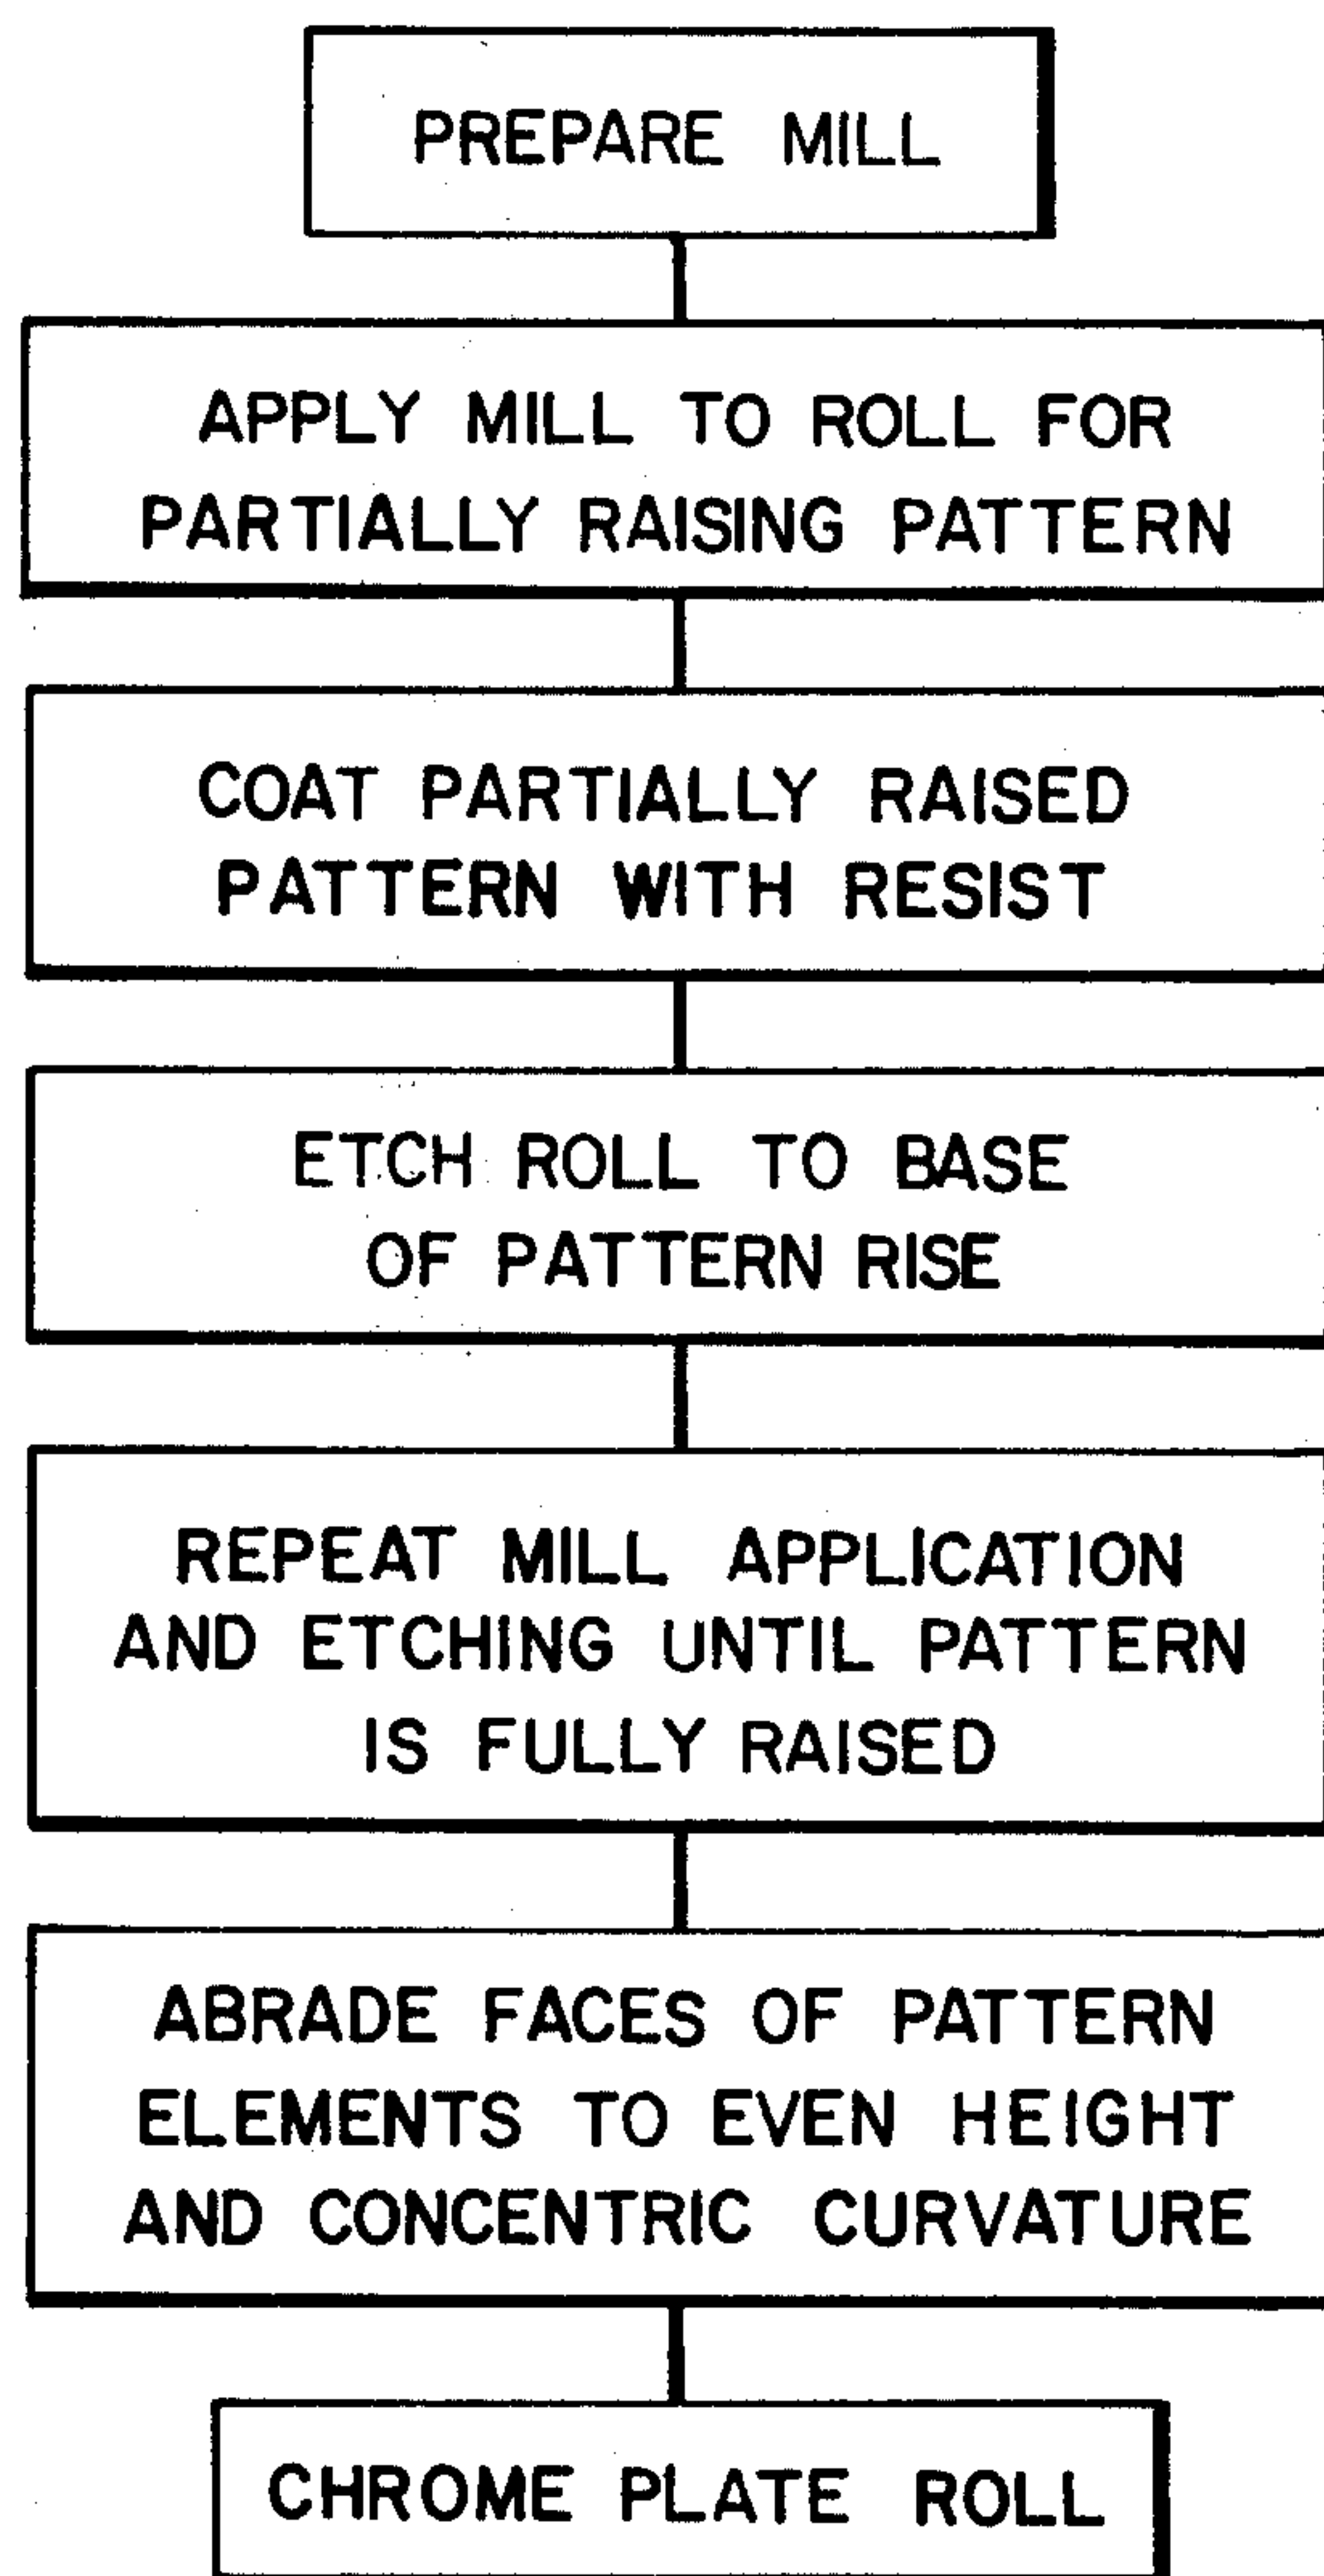 PREPARE MILL
APPLY MILL TO ROLL FOR
PARTIALLY RAISING PATTERN
COAT PARTIALLY RAISED
PATTERN WITH RESIST
ETCH ROLL TO BASE
OF PATTERN RISE
REPEAT MILL APPLICATION
AND ETCHING UNTIL PATTERN
IS FULLY RAISED
ABRADE FACES OF PATTERN
ELEMENTS TO EVEN HEIGHT
AND CONCENTRIC CURVATURE
CHROME PLATE ROLL